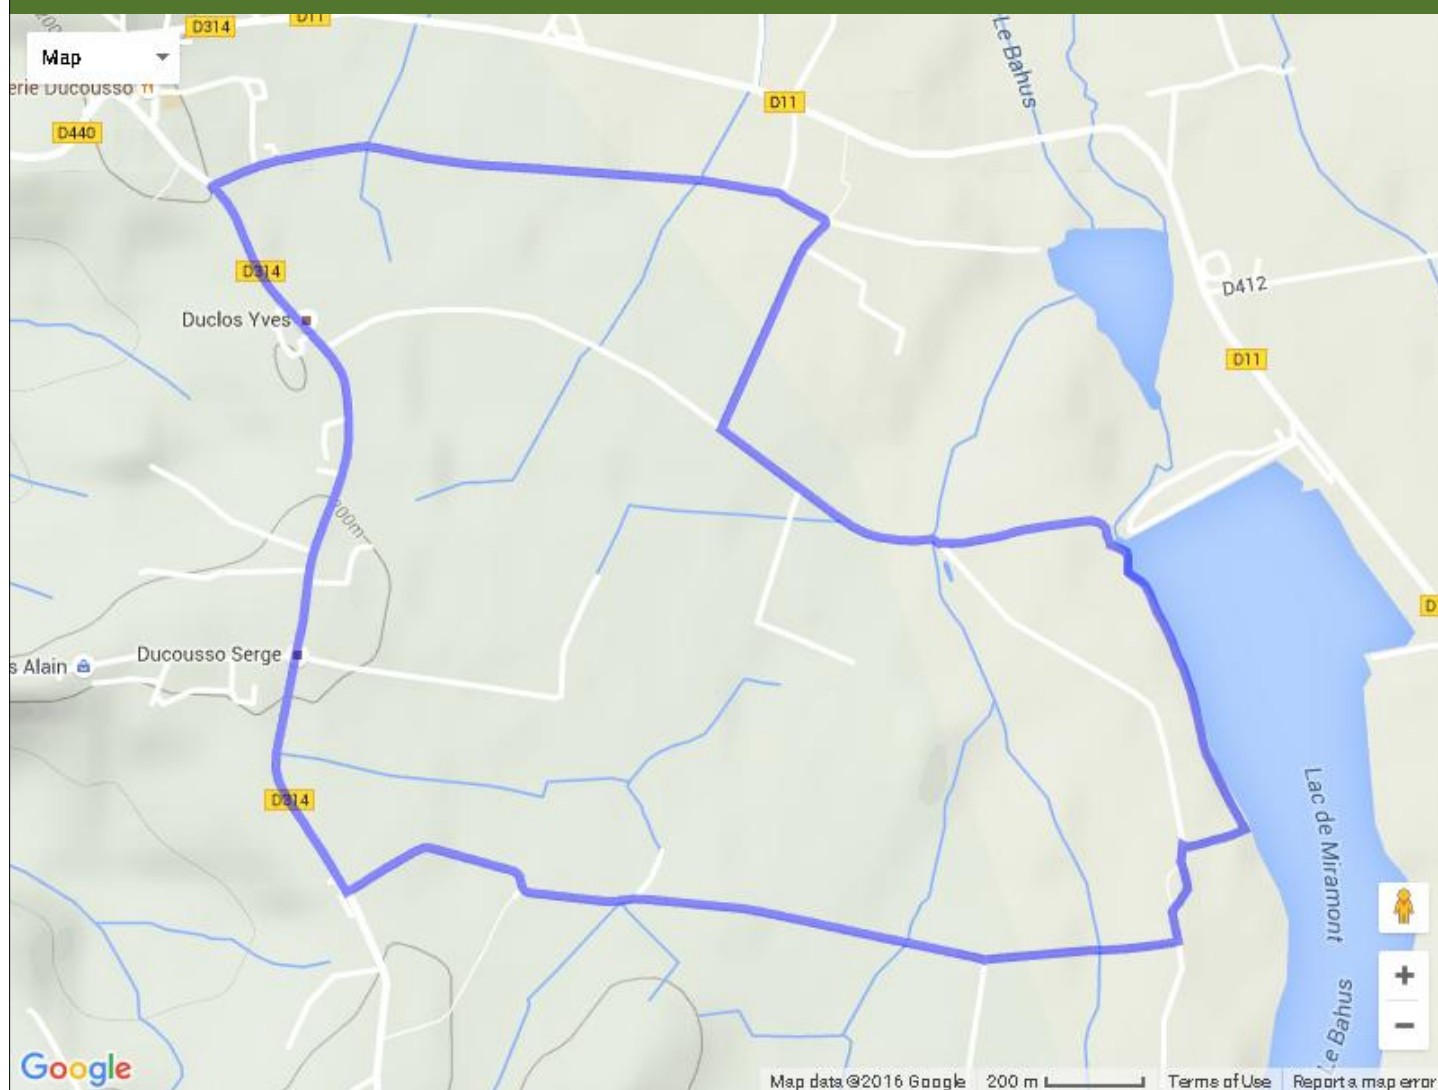 D314
D11
Map
erie Ducousso
D440
D11
Le Bahus
D314
D412
Duclos Yves
D11
200m
D
Ducousso Serge
s Alain
D314
Lac de Miramont
Le Bahus
Google
Map data ©2016 Google 200 m Terms of Use Report a map error